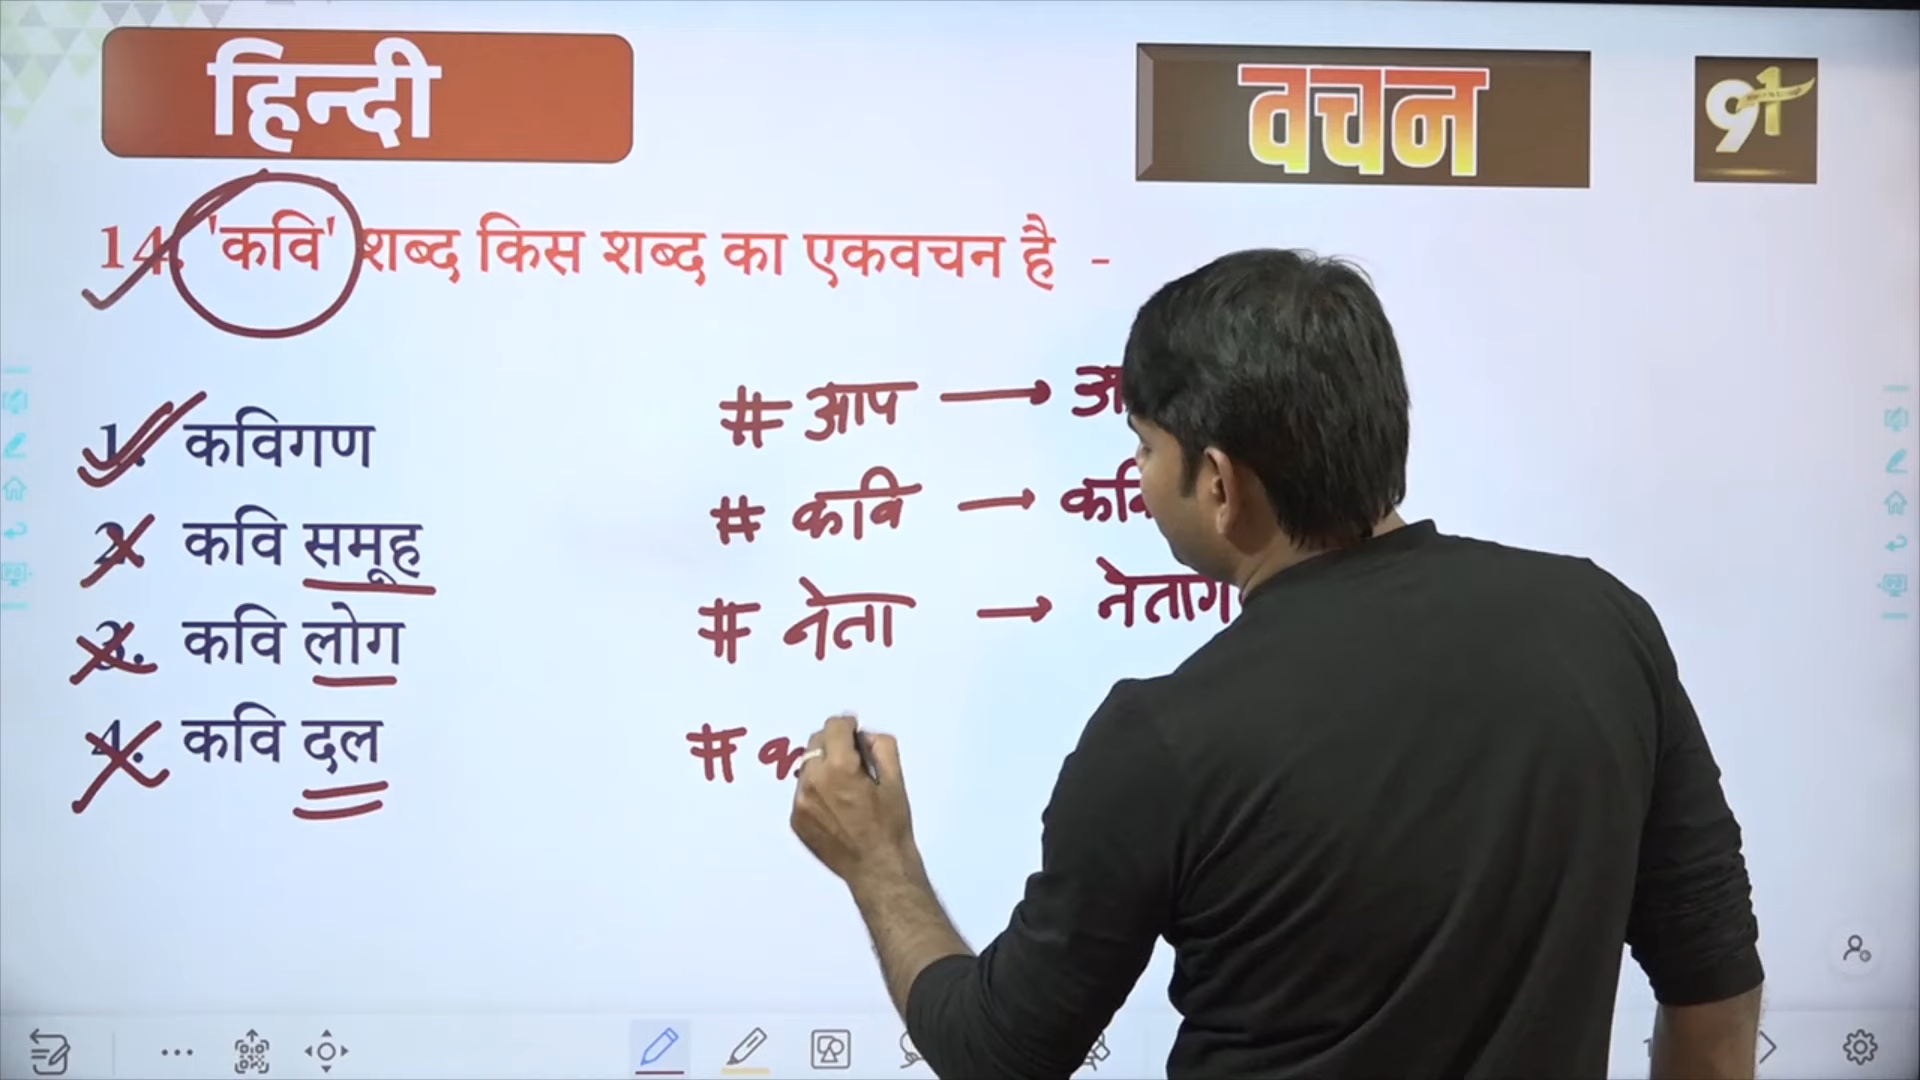 हिन्दी
वचन
91
14. 'कवि' शब्द किस शब्द का एकवचन है -
1. कविगण
2. कवि समूह
3. कवि लोग
4. कवि दल
# आप →
# कवि →
# नेता →
#